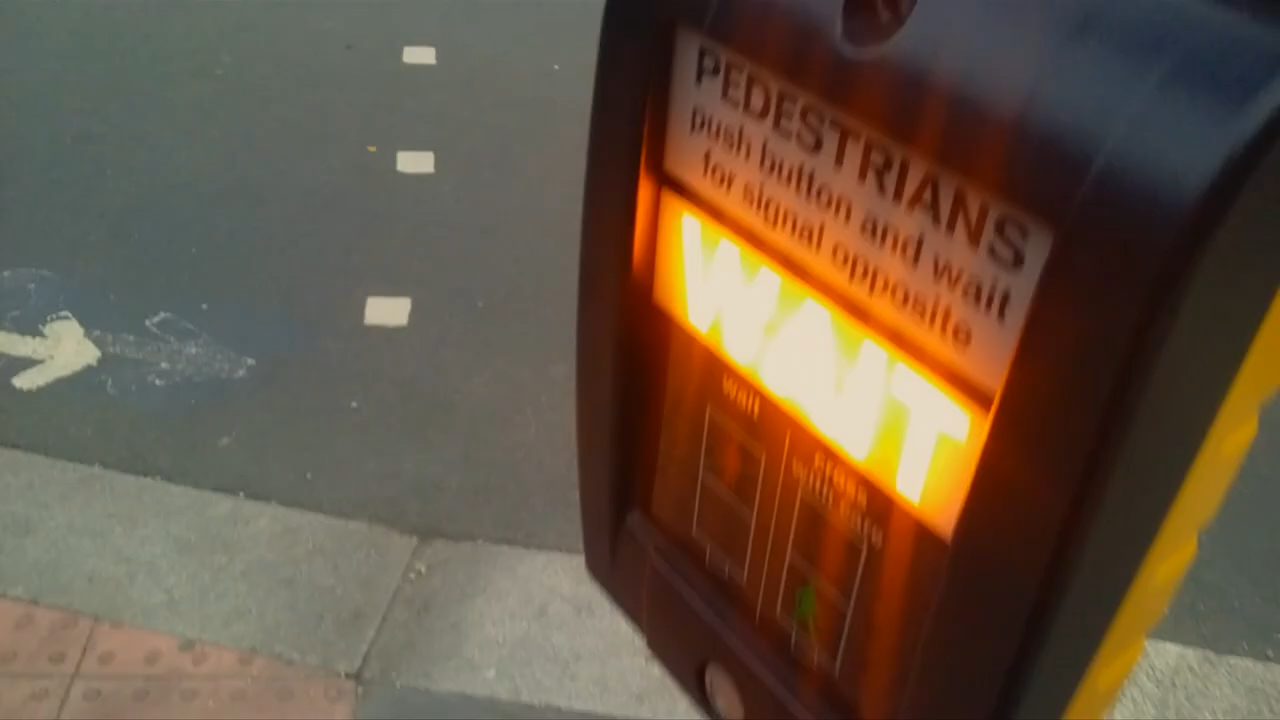 PEDESTRIANS
push button and wait
for signal opposite
WAIT
wait
cross
with care